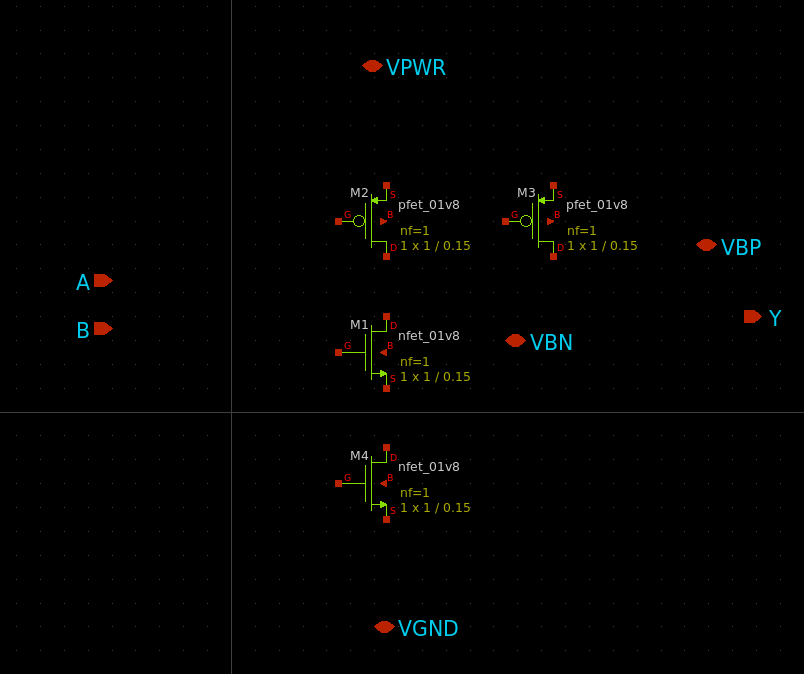 VPWR
M2
S
pfet_01v8
G
B
nf=1
D
1 x 1 / 0.15
M3
S
pfet_01v8
G
B
nf=1
D
1 x 1 / 0.15
VBP
A
B
Y
M1
D
nfet_01v8
G
B
nf=1
S
1 x 1 / 0.15
VBN
M4
D
nfet_01v8
G
B
nf=1
S
1 x 1 / 0.15
VGND